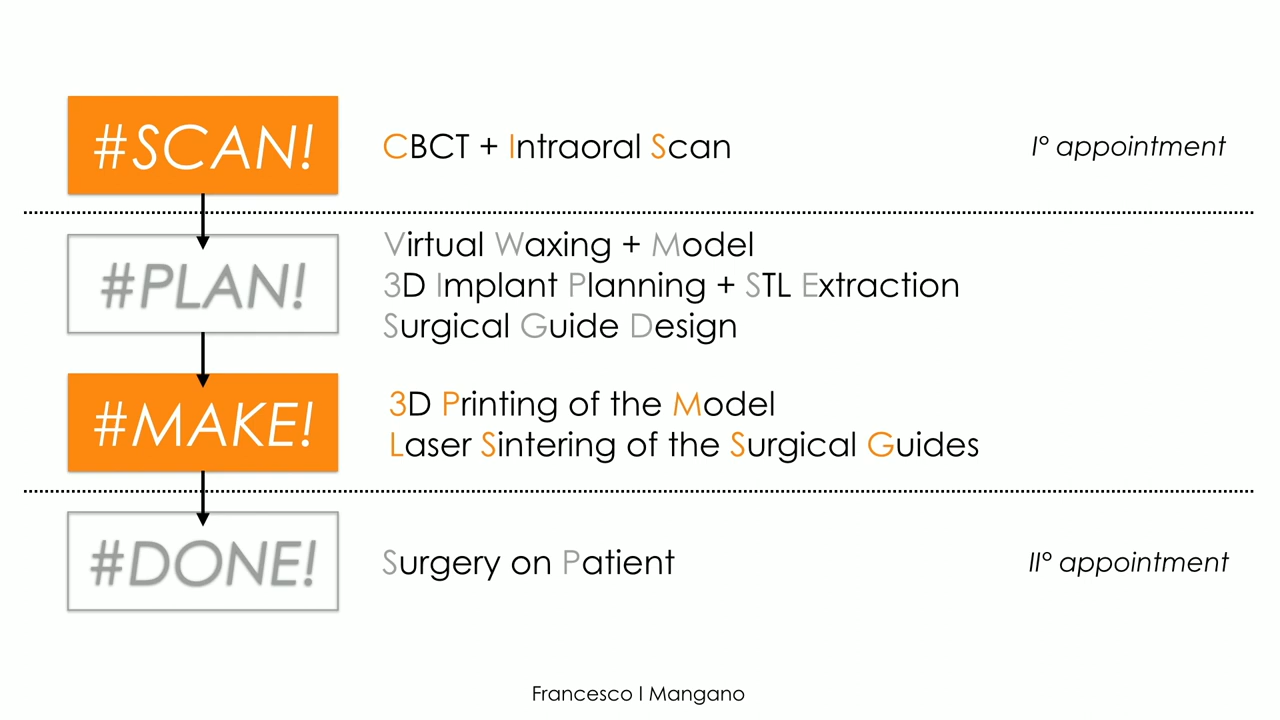 #SCAN!
CBCT + Intraoral Scan
I° appointment
#PLAN!
Virtual Waxing + Model
3D Implant Planning + STL Extraction
Surgical Guide Design
#MAKE!
3D Printing of the Model
Laser Sintering of the Surgical Guides
#DONE!
Surgery on Patient
II° appointment
Francesco I Mangano